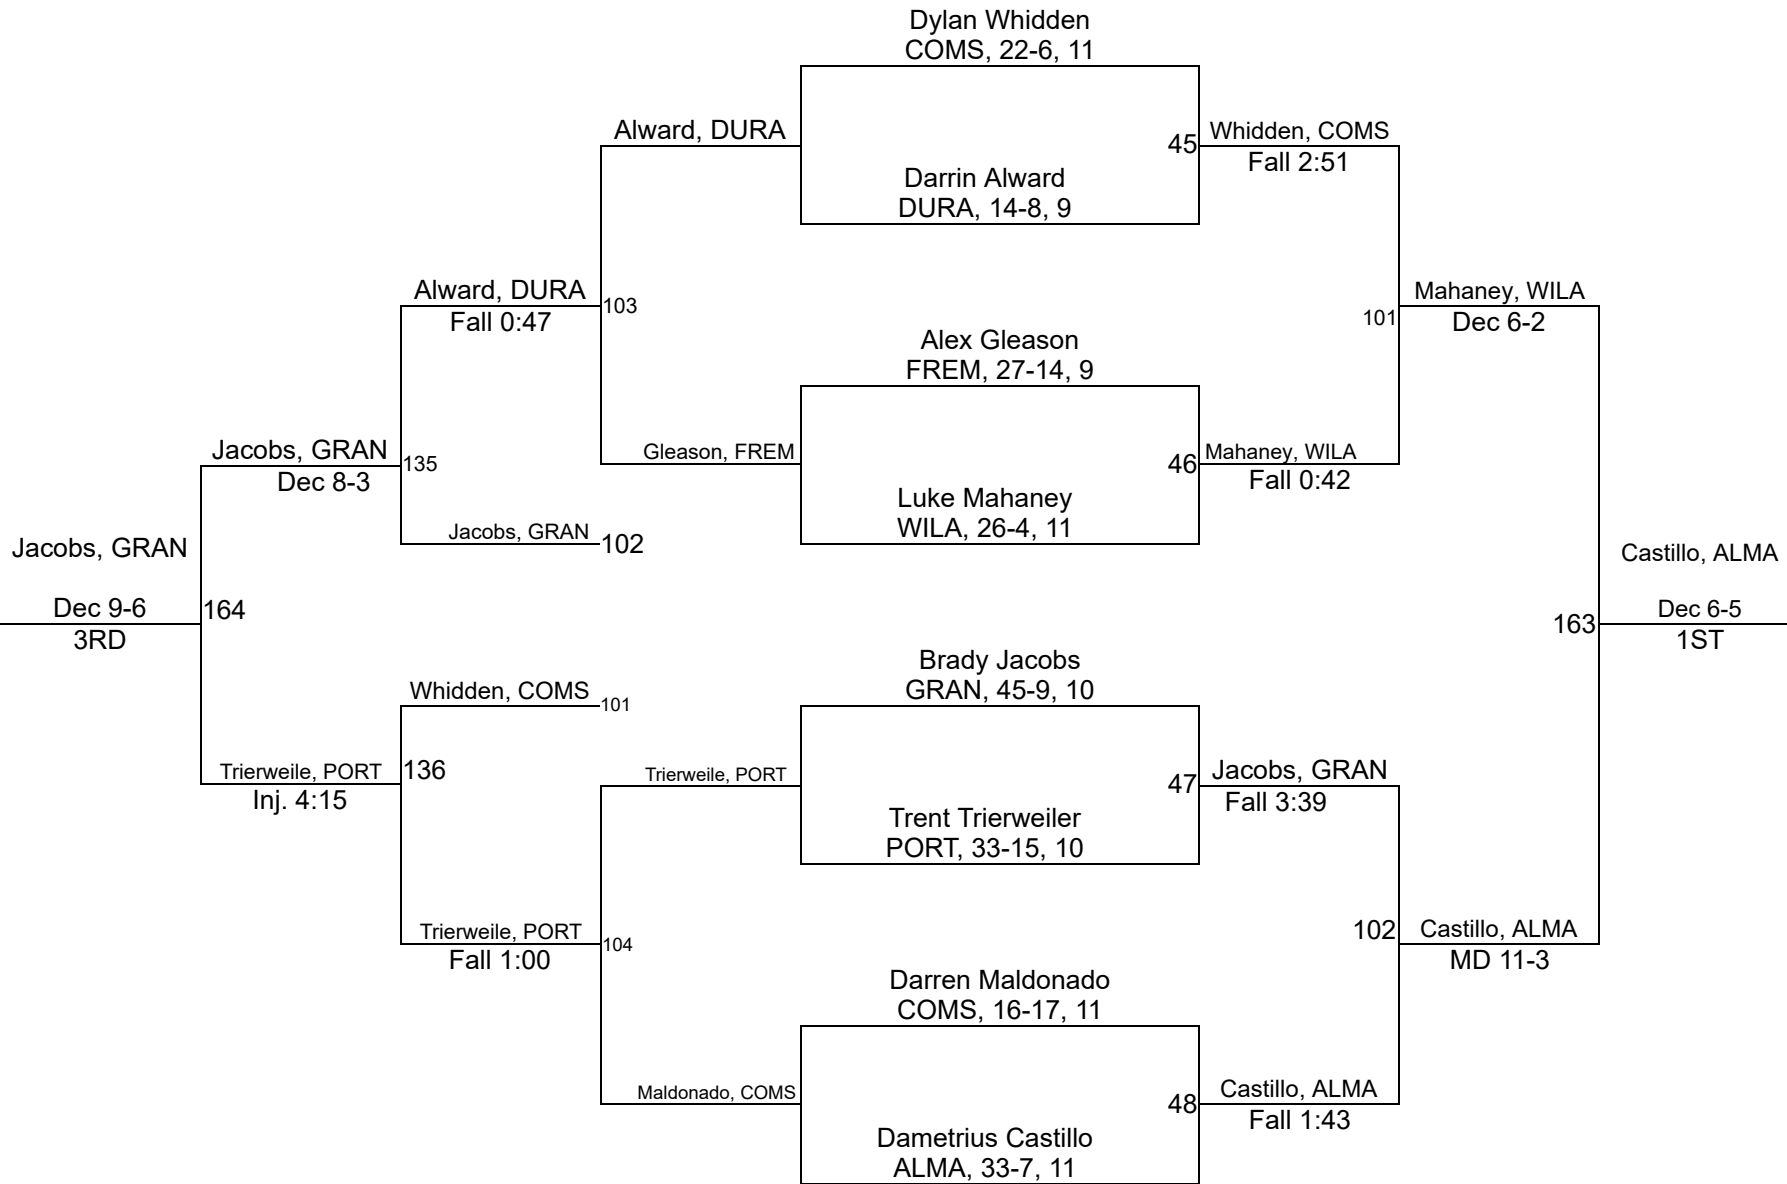 Dylan Whidden
COMS, 22-6, 11
Alward, DURA
45
Whidden, COMS
Fall 2:51
Darrin Alward
DURA, 14-8, 9
Alward, DURA
Fall 0:47
103
Mahaney, WILA
101
Dec 6-2
Alex Gleason
FREM, 27-14, 9
Jacobs, GRAN
Dec 8-3
135
Gleason, FREM
46
Mahaney, WILA
Fall 0:42
Luke Mahaney
WILA, 26-4, 11
Jacobs, GRAN
Jacobs, GRAN
102
Castillo, ALMA
Dec 9-6
3RD
164
163
Dec 6-5
1ST
Brady Jacobs
GRAN, 45-9, 10
Whidden, COMS
101
Trierweile, PORT
Inj. 4:15
136
Trierweile, PORT
47
Jacobs, GRAN
Fall 3:39
Trent Trierweiler
PORT, 33-15, 10
Trierweile, PORT
Fall 1:00
104
102
Castillo, ALMA
MD 11-3
Darren Maldonado
COMS, 16-17, 11
Maldonado, COMS
48
Castillo, ALMA
Fall 1:43
Dametrius Castillo
ALMA, 33-7, 11